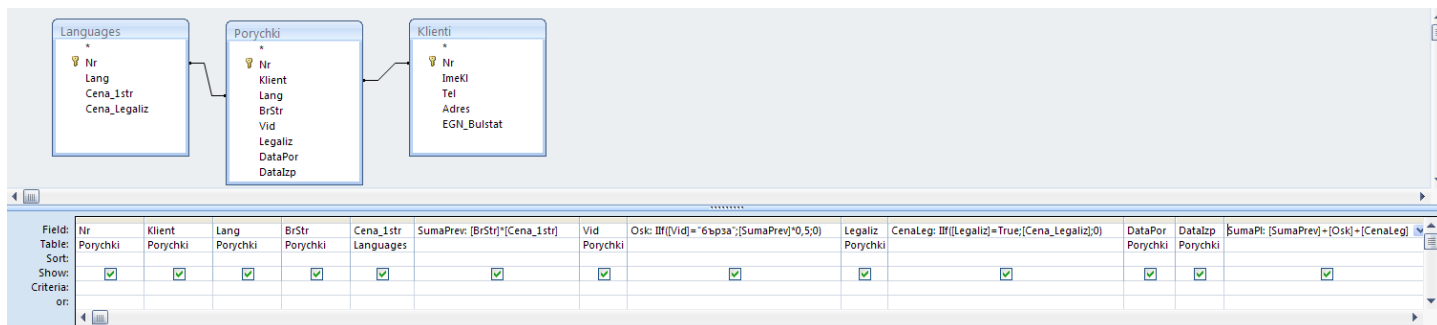 Languages
*
Nr
Lang
Cena_1str
Cena_Legaliz
Porychki
*
Nr
Klient
Lang
BrStr
Vid
Legaliz
DataPor
DataIzp
Klienti
*
Nr
ImeKl
Tel
Adres
EGN_Bulstat
Field: Nr Klient Lang BrStr Cena_1str SumaPrev: [BrStr]*[Cena_1str] Vid Osk: IIf([Vid]="бърза";[SumaPrev]*0,5;0) Legaliz CenaLeg: IIf([Legaliz]=True;[Cena_Legaliz];0) DataPor DataIzp SumaPl: [SumaPrev]+[Osk]+[CenaLeg]
Table: Porychki Porychki Porychki Porychki Languages Porychki Porychki Porychki Porychki
Sort:
Show:
Criteria:
or: